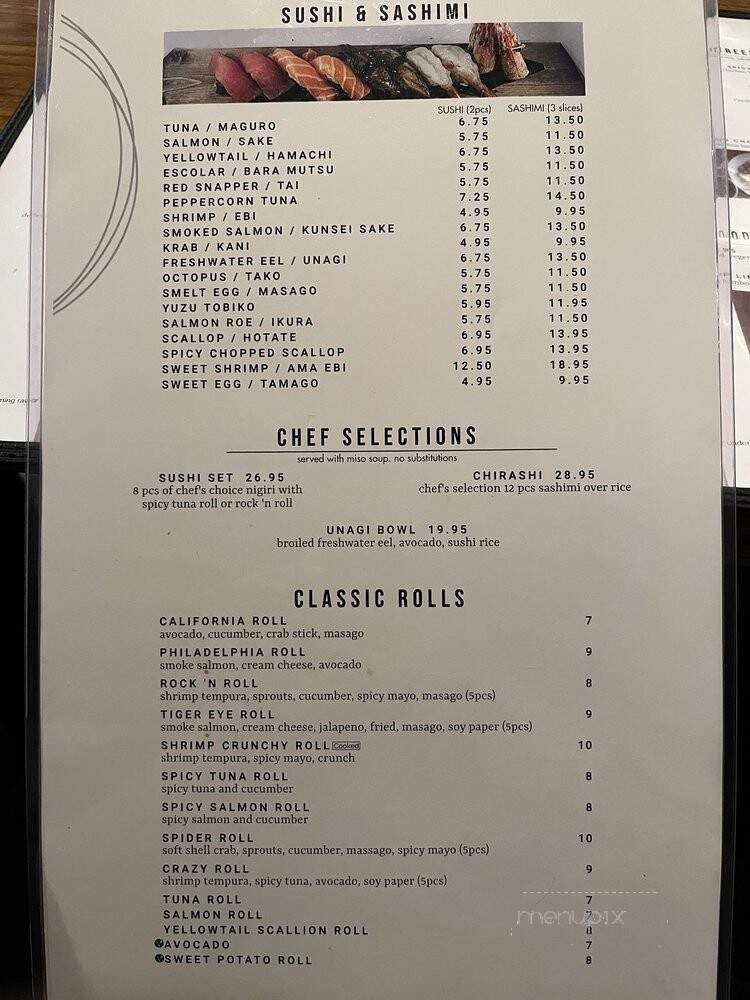 SUSHI & SASHIMI
SUSHI (2pcs) SASHIMI (3 slices)
TUNA / MAGURO 6.75 13.50
SALMON / SAKE 5.75 11.50
YELLOWTAIL / HAMACHI 6.75 13.50
ESCOLAR / BARA MUTSU 5.75 11.50
RED SNAPPER / TAI 5.75 11.50
PEPPERCORN TUNA 7.25 14.50
SHRIMP / EBI 4.95 9.95
SMOKED SALMON / KUNSEI SAKE 6.75 13.50
KRAB / KANI 4.95 9.95
FRESHWATER EEL / UNAGI 6.75 13.50
OCTOPUS / TAKO 5.75 11.50
SMELT EGG / MASAGO 5.75 11.50
YUZU TOBIKO 5.95 11.95
SALMON ROE / IKURA 5.75 11.50
SCALLOP / HOTATE 6.95 13.95
SPICY CHOPPED SCALLOP 6.95 13.95
SWEET SHRIMP / AMA EBI 12.50 18.95
SWEET EGG / TAMAGO 4.95 9.95
CHEF SELECTIONS
served with miso soup. no substitutions
SUSHI SET 26.95
8 pcs of chef's choice nigiri with
spicy tuna roll or rock 'n roll
CHIRASHI 28.95
chef's selection 12 pcs sashimi over rice
UNAGI BOWL 19.95
broiled freshwater eel, avocado, sushi rice
CLASSIC ROLLS
CALIFORNIA ROLL 7
avocado, cucumber, crab stick, masago
PHILADELPHIA ROLL 9
smoke salmon, cream cheese, avocado
ROCK 'N ROLL 8
shrimp tempura, sprouts, cucumber, spicy mayo, masago (5pcs)
TIGER EYE ROLL 9
smoke salmon, cream cheese, jalapeno, fried, masago, soy paper (5pcs)
SHRIMP CRUNCHY ROLL Cooked 10
shrimp tempura, spicy mayo, crunch
SPICY TUNA ROLL 8
spicy tuna and cucumber
SPICY SALMON ROLL 8
spicy salmon and cucumber
SPIDER ROLL 10
soft shell crab, sprouts, cucumber, massago, spicy mayo (5pcs)
CRAZY ROLL 9
shrimp tempura, spicy tuna, avocado, soy paper (5pcs)
TUNA ROLL 7
SALMON ROLL 7
YELLOWTAIL SCALLION ROLL 8
AVOCADO 7
SWEET POTATO ROLL 8
menupix